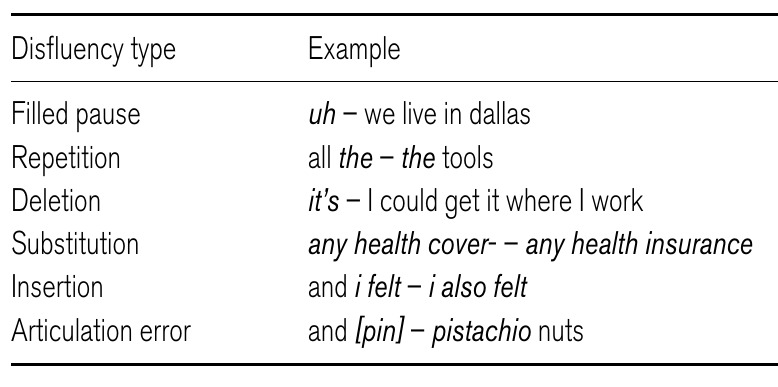 Disfluency type Example
Filled pause uh – we live in dallas
Repetition all the – the tools
Deletion it's – I could get it where I work
Substitution any health cover- – any health insurance
Insertion and i felt – i also felt
Articulation error and [pin] – pistachio nuts